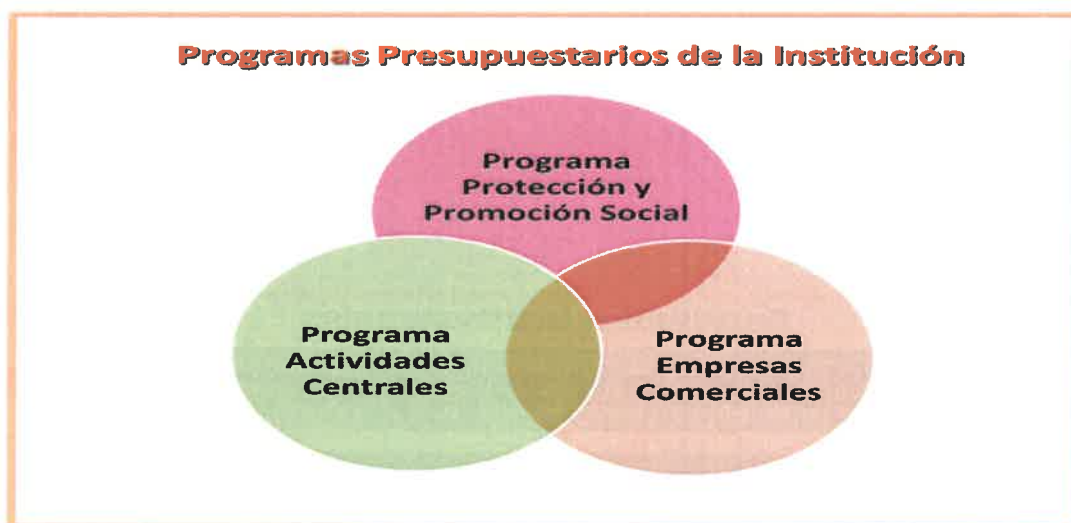 Programas Presupuestarios de la Institución
Programa
Protección y
Promoción Social
Programa
Actividades
Centrales
Programa
Empresas
Comerciales